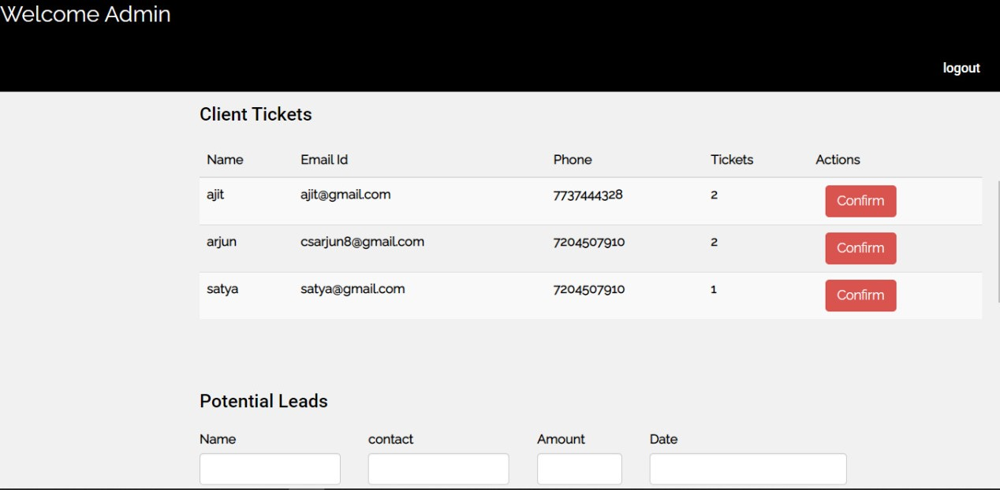 Welcome Admin
logout
Client Tickets
Name Email Id Phone Tickets Actions
ajit ajit@gmail.com 7737444328 2 Confirm
arjun csarjun8@gmail.com 7204507910 2 Confirm
satya satya@gmail.com 7204507910 1 Confirm
Potential Leads
Name contact Amount Date